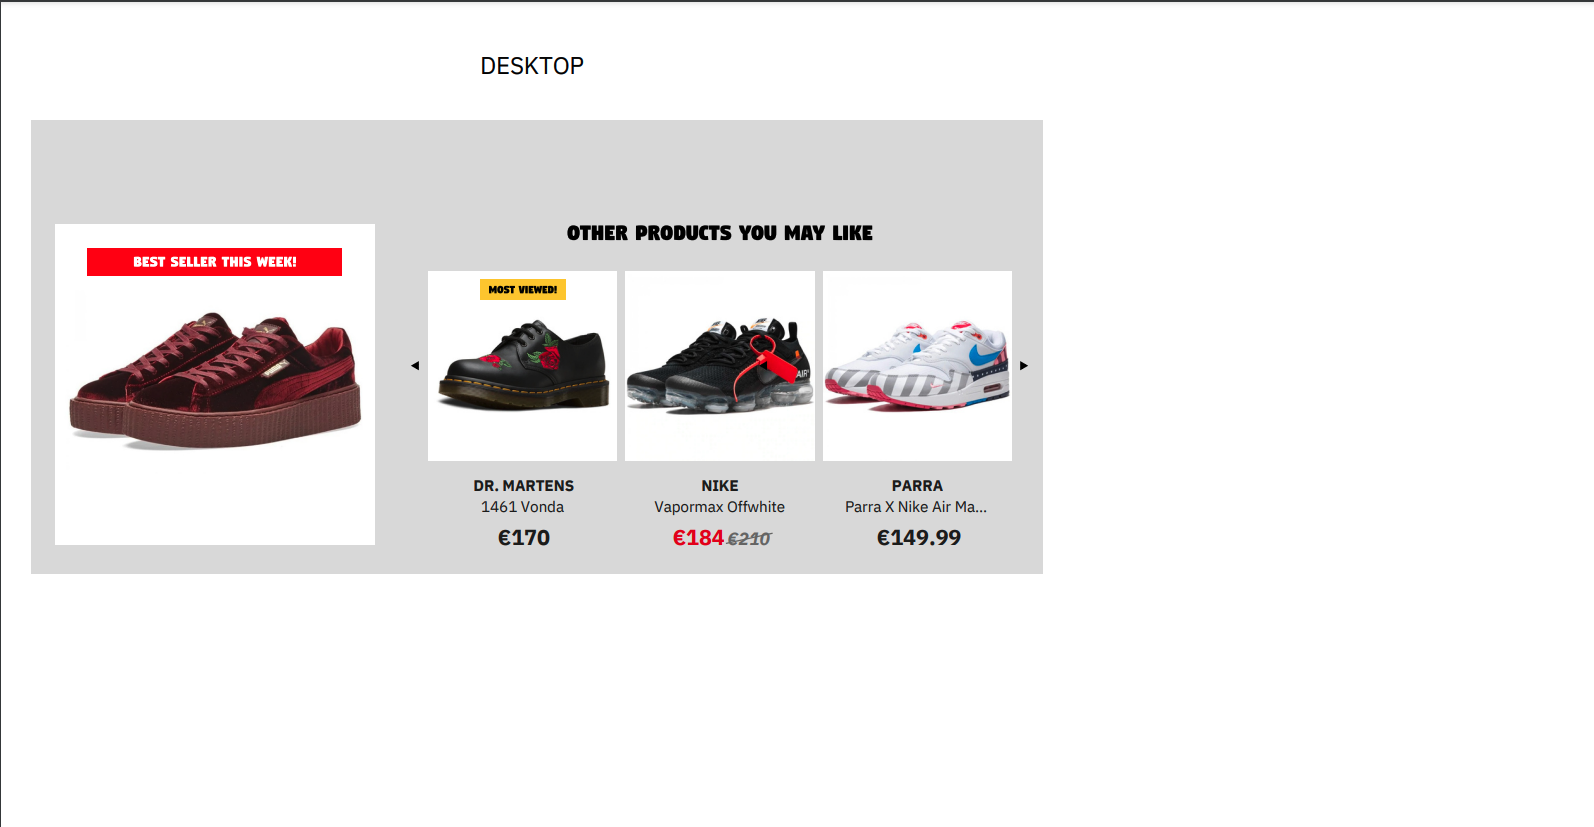 DESKTOP
OTHER PRODUCTS YOU MAY LIKE
BEST SELLER THIS WEEK!
MOST VIEWED!
DR. MARTENS
1461 Vonda
€170
NIKE
Vapormax Offwhite
€184 €210
PARRA
Parra X Nike Air Ma...
€149.99